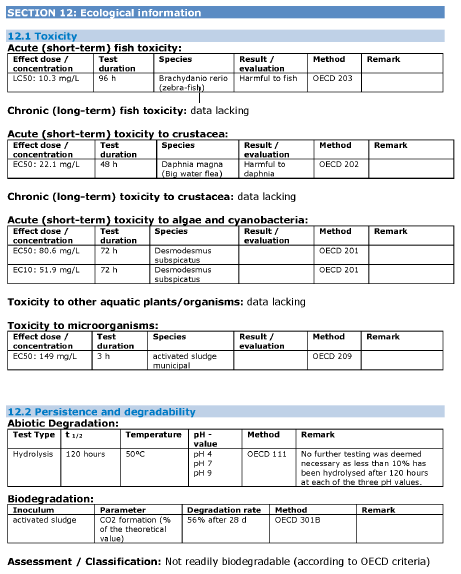 SECTION 12: Ecological information
12.1 Toxicity
Acute (short-term) fish toxicity:
Effect dose / concentration Test duration Species Result / evaluation Method Remark
LC50: 10.3 mg/L 96 h Brachydanio rerio (zebra-fish) Harmful to fish OECD 203
Chronic (long-term) fish toxicity: data lacking
Acute (short-term) toxicity to crustacea:
Effect dose / concentration Test duration Species Result / evaluation Method Remark
EC50: 22.1 mg/L 48 h Daphnia magna (Big water flea) Harmful to daphnia OECD 202
Chronic (long-term) toxicity to crustacea: data lacking
Acute (short-term) toxicity to algae and cyanobacteria:
Effect dose / concentration Test duration Species Result / evaluation Method Remark
EC50: 80.6 mg/L 72 h Desmodesmus subspicatus OECD 201
EC10: 51.9 mg/L 72 h Desmodesmus subspicatus OECD 201
Toxicity to other aquatic plants/organisms: data lacking
Toxicity to microorganisms:
Effect dose / concentration Test duration Species Result / evaluation Method Remark
EC50: 149 mg/L 3 h activated sludge municipal OECD 209
12.2 Persistence and degradability
Abiotic Degradation:
Test Type t 1/2 Temperature pH - value Method Remark
Hydrolysis 120 hours 50ºC pH 4 pH 7 pH 9 OECD 111 No further testing was deemed necessary as less than 10% has been hydrolysed after 120 hours at each of the three pH values.
Biodegradation:
Inoculum Parameter Degradation rate Method Remark
activated sludge CO2 formation (% of the theoretical value) 56% after 28 d OECD 301B
Assessment / Classification: Not readily biodegradable (according to OECD criteria)